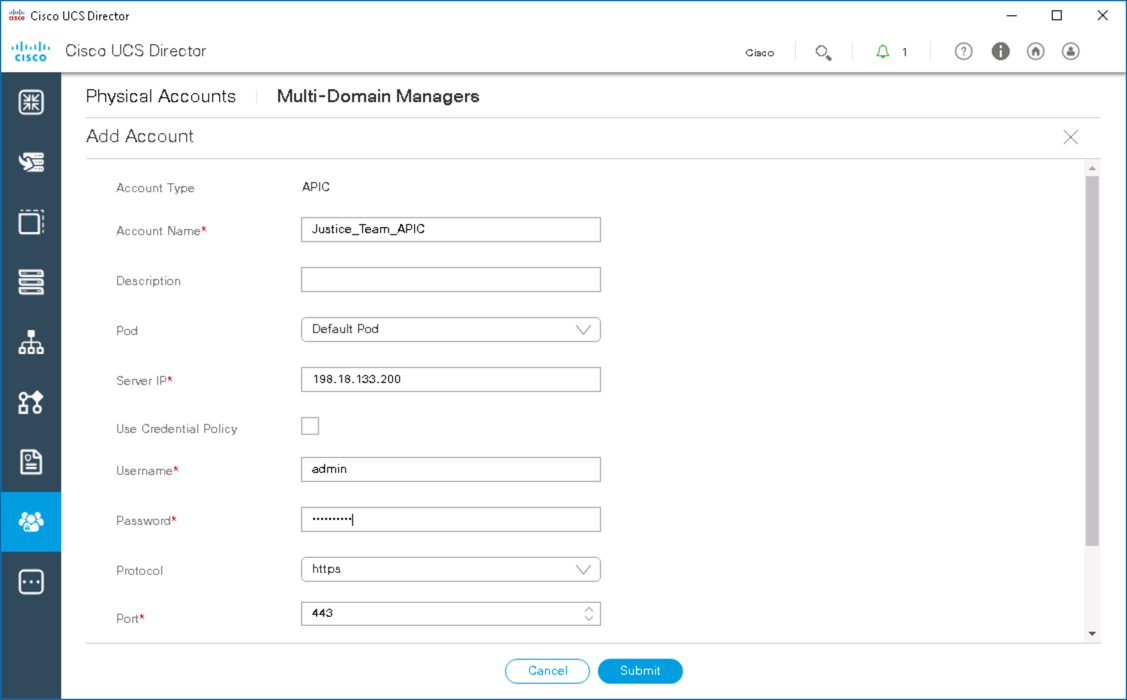 Cisco UCS Director
cisco Cisco UCS Director Cisco 1
Physical Accounts Multi-Domain Managers
Add Account
Account Type APIC
Account Name* Justice_Team_APIC
Description
Pod Default Pod
Server IP* 198.18.133.200
Use Credential Policy
Username* admin
Password* ••••••••••
Protocol https
Port* 443
Cancel Submit